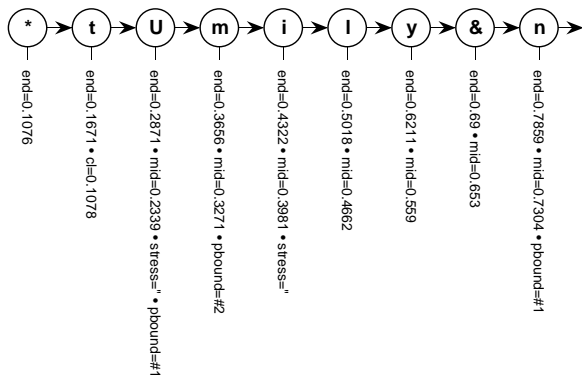 * t U m i l y & n
end=0.1076
end=0.1671 • cl=0.1078
end=0.2871 • mid=0.2339 • stress=" • pbound=#1
end=0.3656 • mid=0.3271 • pbound=#2
end=0.4322 • mid=0.3981 • stress="
end=0.5018 • mid=0.4662
end=0.6211 • mid=0.559
end=0.69 • mid=0.653
end=0.7859 • mid=0.7304 • pbound=#1